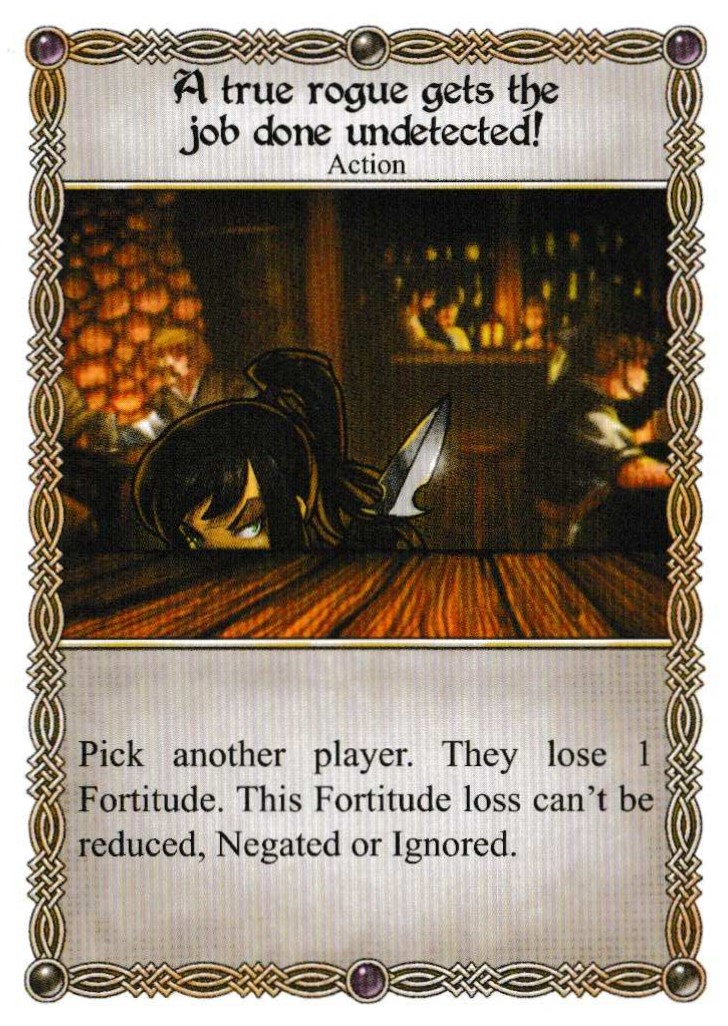 A true rogue gets the
job done undetected!
Action
Pick another player. They lose 1
Fortitude. This Fortitude loss can't be
reduced, Negated or Ignored.